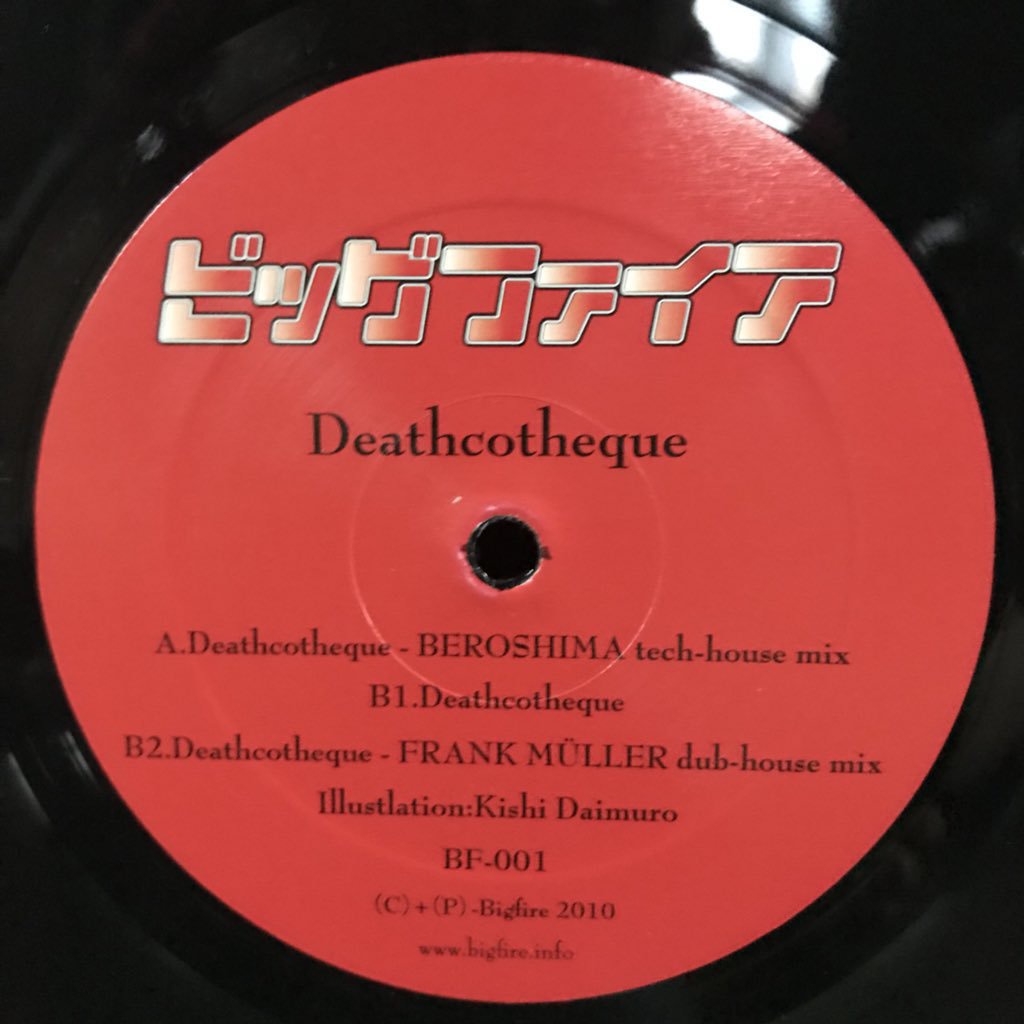 ビッグファイア
Deathcotheque
A.Deathcotheque - BEROSHIMA tech-house mix
B1.Deathcotheque
B2.Deathcotheque - FRANK MÜLLER dub-house mix
Illustlation:Kishi Daimuro
BF-001
(C)+(P)-Bigfire 2010
www.bigfire.info